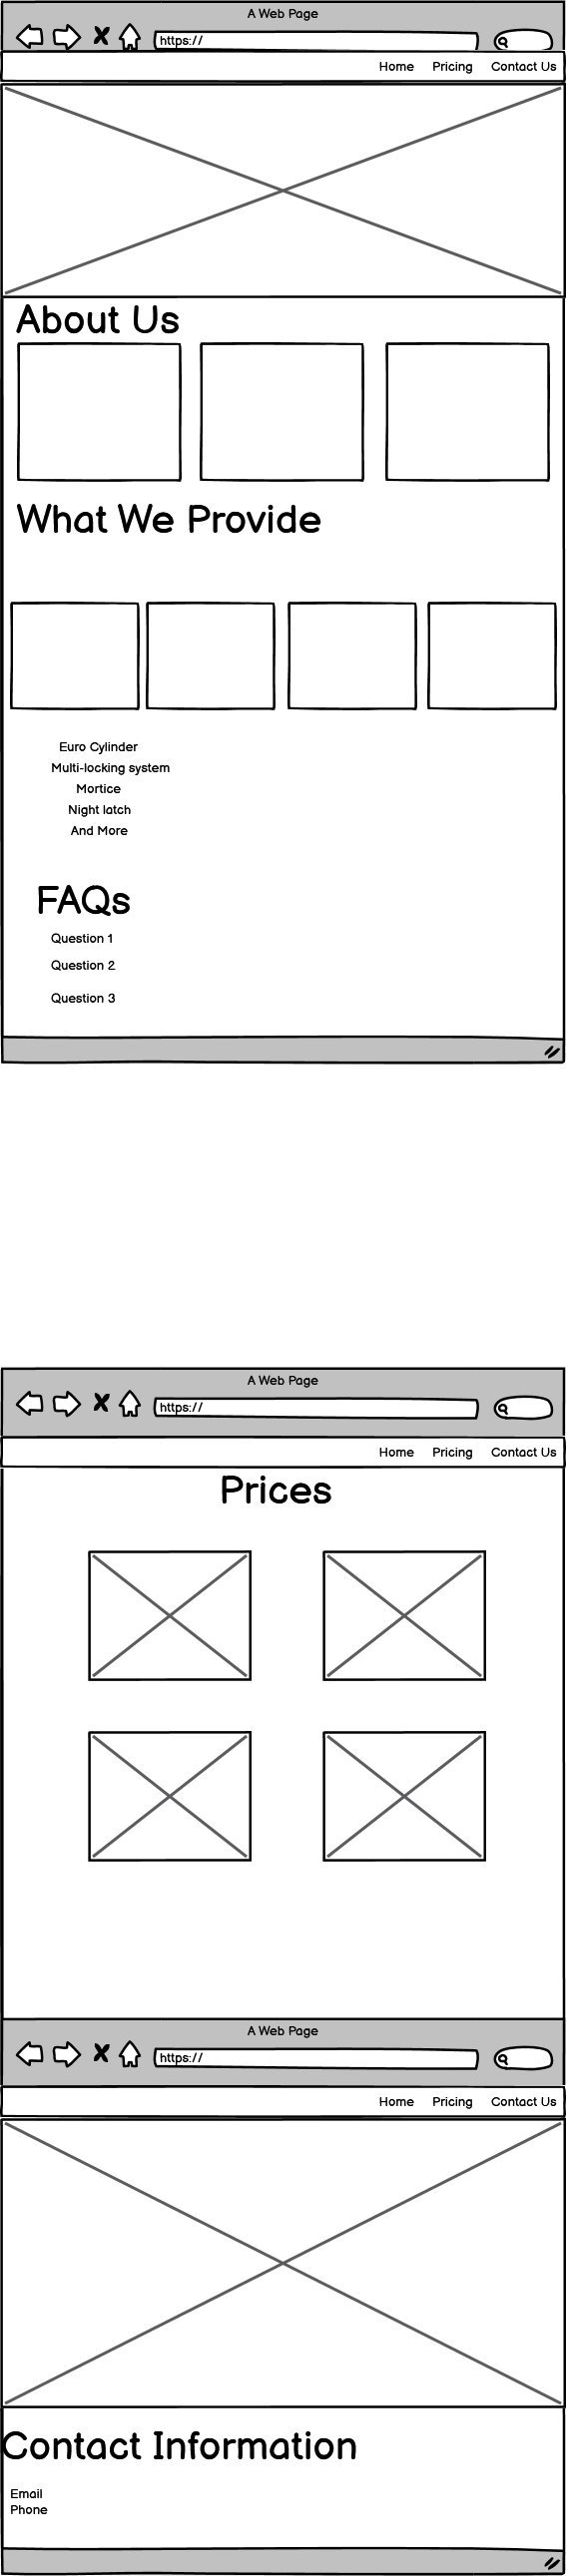 A Web Page
https://
Home Pricing Contact Us
About Us
What We Provide
Euro Cylinder
Multi-locking system
Mortice
Night latch
And More
FAQs
Question 1
Question 2
Question 3
A Web Page
https://
Home Pricing Contact Us
Prices
A Web Page
https://
Home Pricing Contact Us
Contact Information
Email
Phone